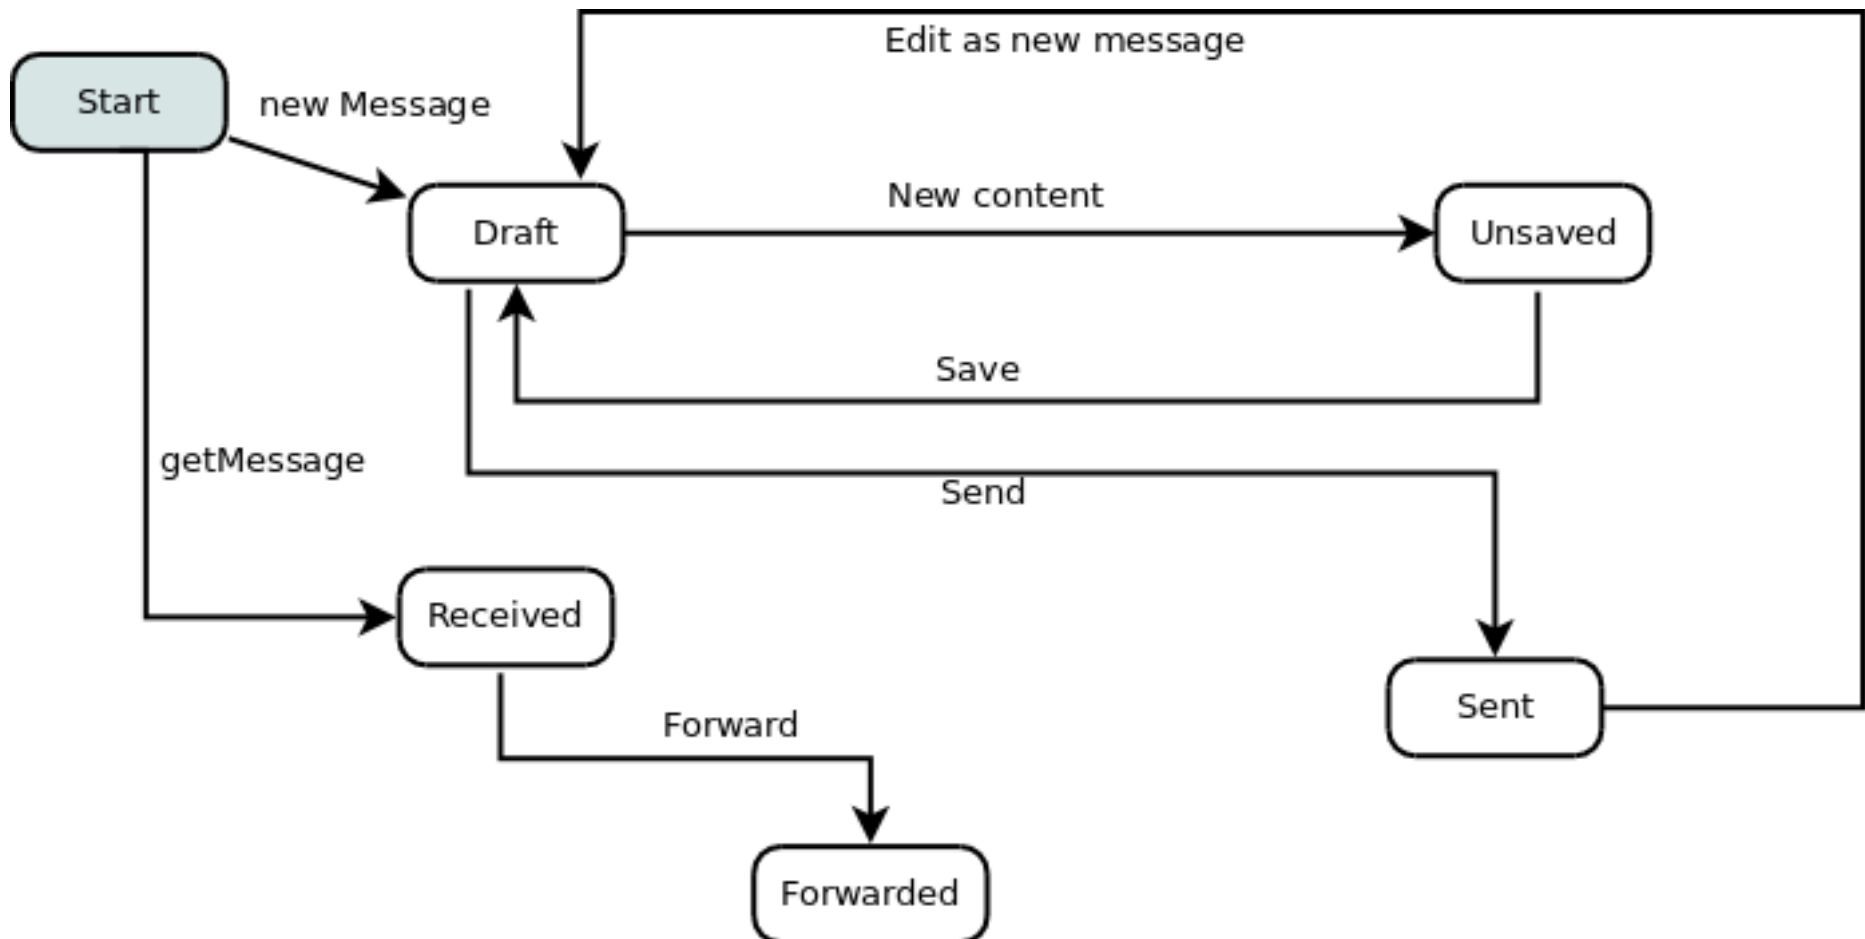 Edit as new message
Start
new Message
New content
Draft
Unsaved
Save
getMessage
Send
Received
Sent
Forward
Forwarded